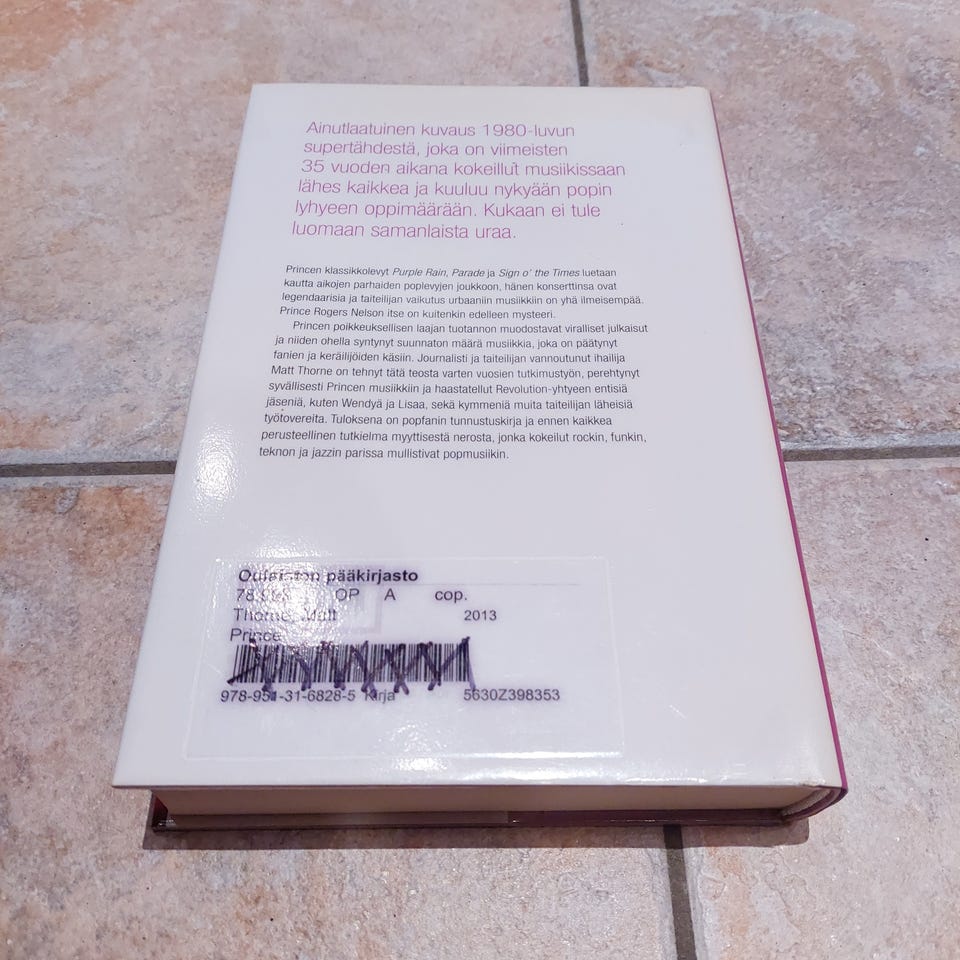 Ainutlaatuinen kuvaus 1980-luvun
supertähdestä, joka on viimeisten
35 vuoden aikana kokeillut musiikissaan
lähes kaikkea ja kuuluu nykyään popin
lyhyeen oppimäärään. Kukaan ei tule
luomaan samanlaista uraa.
Princen klassikkolevyt Purple Rain, Parade ja Sign o' the Times luetaan
kautta aikojen parhaiden poplevyjen joukkoon, hänen konserttinsa ovat
legendaarisia ja taiteilijan vaikutus urbaaniin musiikkiin on yhä ilmeisempää.
Prince Rogers Nelson itse on kuitenkin edelleen mysteeri.
Princen poikkeuksellisen laajan tuotannon muodostavat viralliset julkaisut
ja niiden ohella syntynyt suunnaton määrä musiikkia, joka on päätynyt
fanien ja keräilijöiden käsiin. Journalisti ja taiteilijan vannoutunut ihailija
Matt Thorne on tehnyt tätä teosta varten vuosien tutkimustyön, perehtynyt
syvällisesti Princen musiikkiin ja haastatellut Revolution-yhtyeen entisiä
jäseniä, kuten Wendyä ja Lisaa, sekä kymmeniä muita taiteilijan läheisiä
työtovereita. Tuloksena on popfanin tunnustuskirja ja ennen kaikkea
perusteellinen tutkielma myyttisestä nerosta, jonka kokeilut rockin, funkin,
teknon ja jazzin parissa mullistivat popmusiikin.
pääkirjasto
OP A cop.
Thorne, Matt 2013
Prince
978-951-31-6828-5 Kirja 5630Z398353